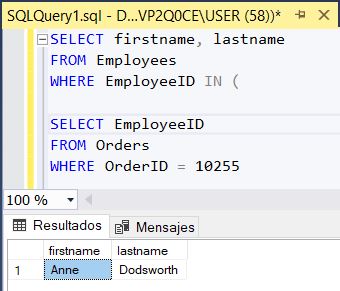 SQLQuery1.sql - D...VP2Q0CE\USER (58))*
SELECT firstname, lastname
FROM Employees
WHERE EmployeeID IN (
SELECT EmployeeID
FROM Orders
WHERE OrderID = 10255
100 %
Resultados Mensajes
firstname lastname
1 Anne Dodsworth